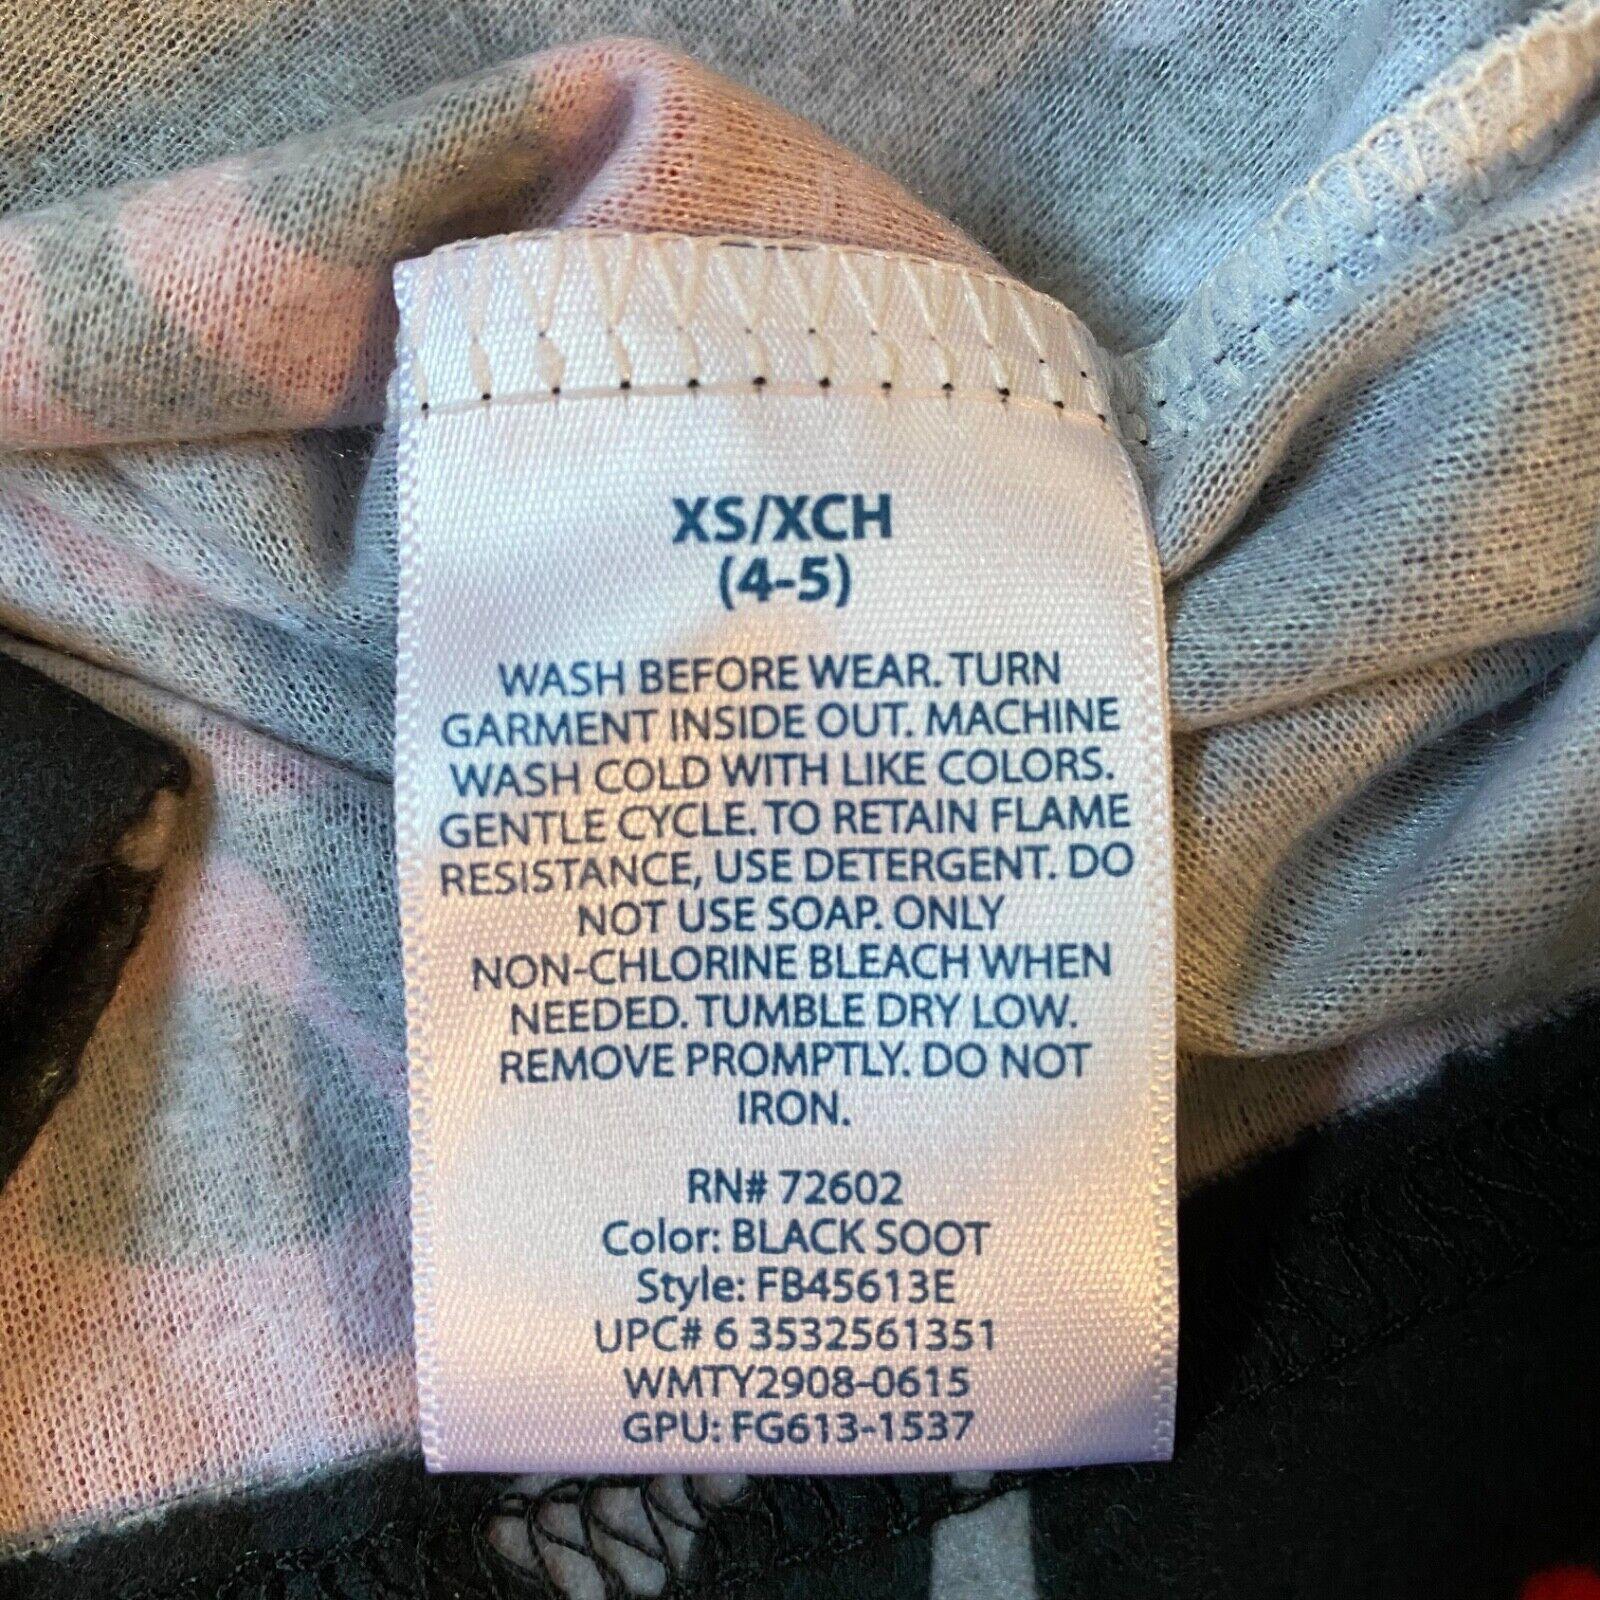 XS/XCH
(4-5)
WASH BEFORE WEAR. TURN
GARMENT INSIDE OUT. MACHINE
WASH COLD WITH LIKE COLORS.
GENTLE CYCLE. TO RETAIN FLAME
RESISTANCE, USE DETERGENT. DO
NOT USE SOAP. ONLY
NON-CHLORINE BLEACH WHEN
NEEDED. TUMBLE DRY LOW.
REMOVE PROMPTLY. DO NOT
IRON.
RN# 72602
Color: BLACK SOOT
Style: FB45613E
UPC# 6 3532561351
WMTY2908-0615
GPU: FG613-1537